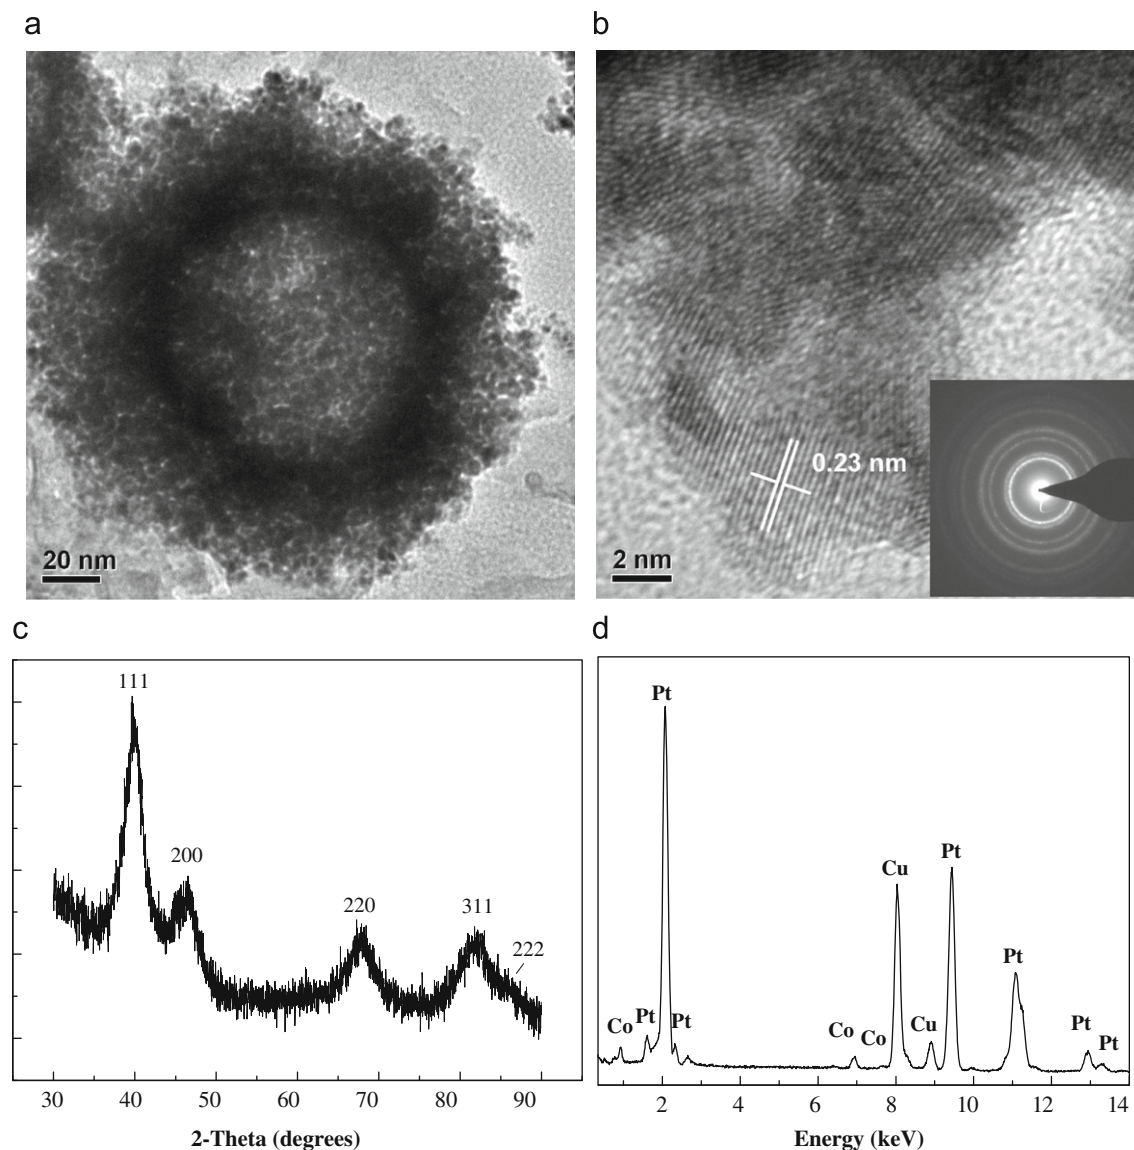 a
b
0.23 nm
20 nm
2 nm
c
d
111
200
220
311
222
30 40 50 60 70 80 90
2-Theta (degrees)
Pt
Cu
Pt
Pt
Co
Pt
Pt
Co
Co
Cu
Pt
Pt
2 4 6 8 10 12 14
Energy (keV)